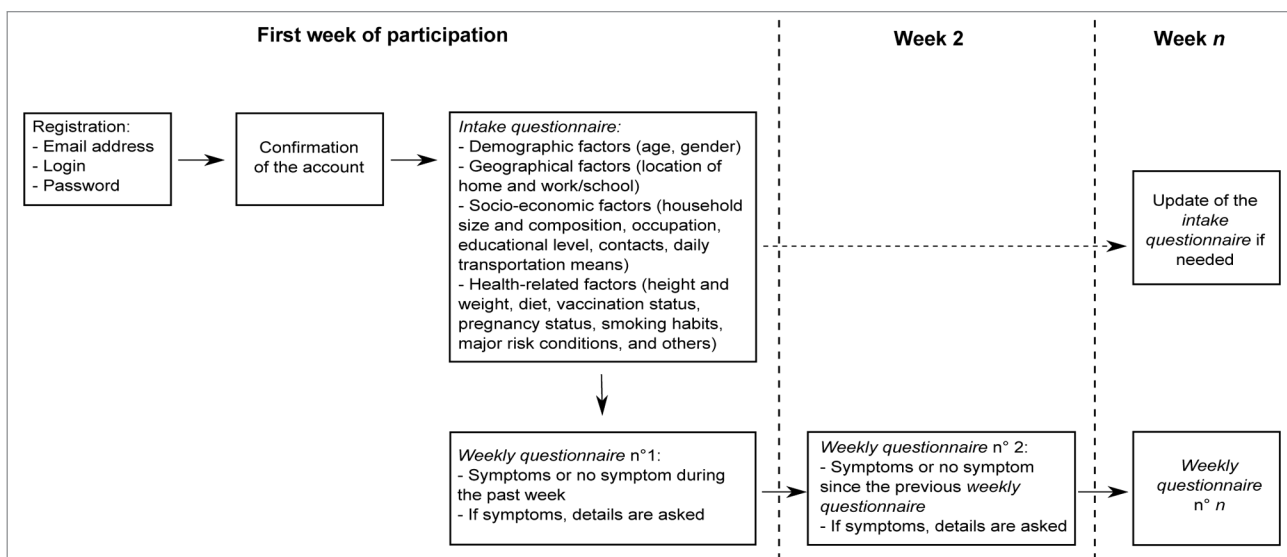 First week of participation
Week 2
Week n
Registration:
- Email address
- Login
- Password
Confirmation
of the account
Intake questionnaire:
- Demographic factors (age, gender)
- Geographical factors (location of
home and work/school)
- Socio-economic factors (household
size and composition, occupation,
educational level, contacts, daily
transportation means)
- Health-related factors (height and
weight, diet, vaccination status,
pregnancy status, smoking habits,
major risk conditions, and others)
Update of the
intake
questionnaire if
needed
Weekly questionnaire n°1:
- Symptoms or no symptom during
the past week
- If symptoms, details are asked
Weekly questionnaire n° 2:
- Symptoms or no symptom
since the previous weekly
questionnaire
- If symptoms, details are asked
Weekly
questionnaire
n° n